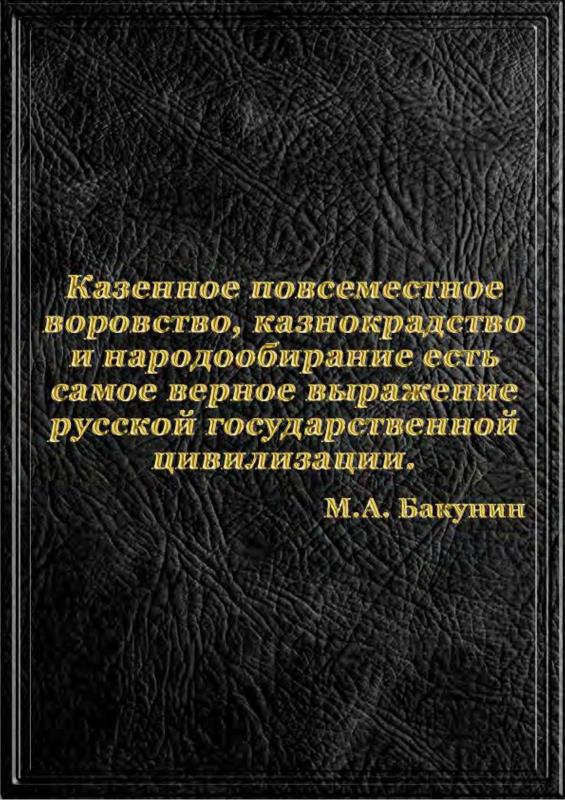 Казенное повсеместное
воровство, казнокрадство
и народообирание есть
самое верное выражение
русской государственной
цивилизации.
М.А. Бакунин